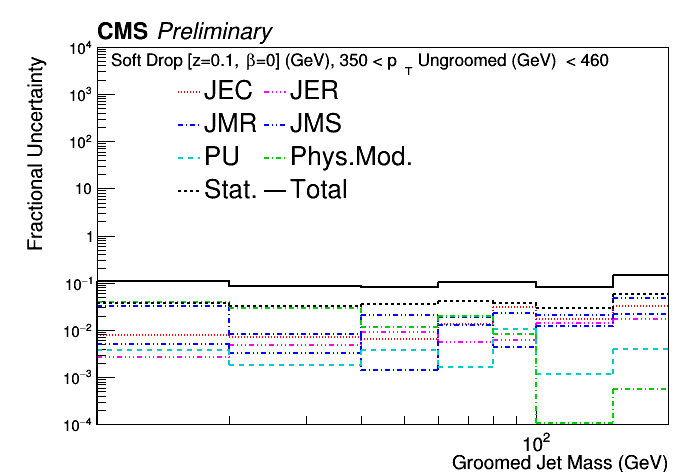 CMS Preliminary
Soft Drop [z=0.1, β=0] (GeV), 350 < p_T Ungroomed (GeV) < 460
JEC JER
JMR JMS
PU Phys.Mod.
Stat. Total
Fractional Uncertainty
10⁴
10³
10²
10
1
10⁻¹
10⁻²
10⁻³
10⁻⁴
10²
Groomed Jet Mass (GeV)